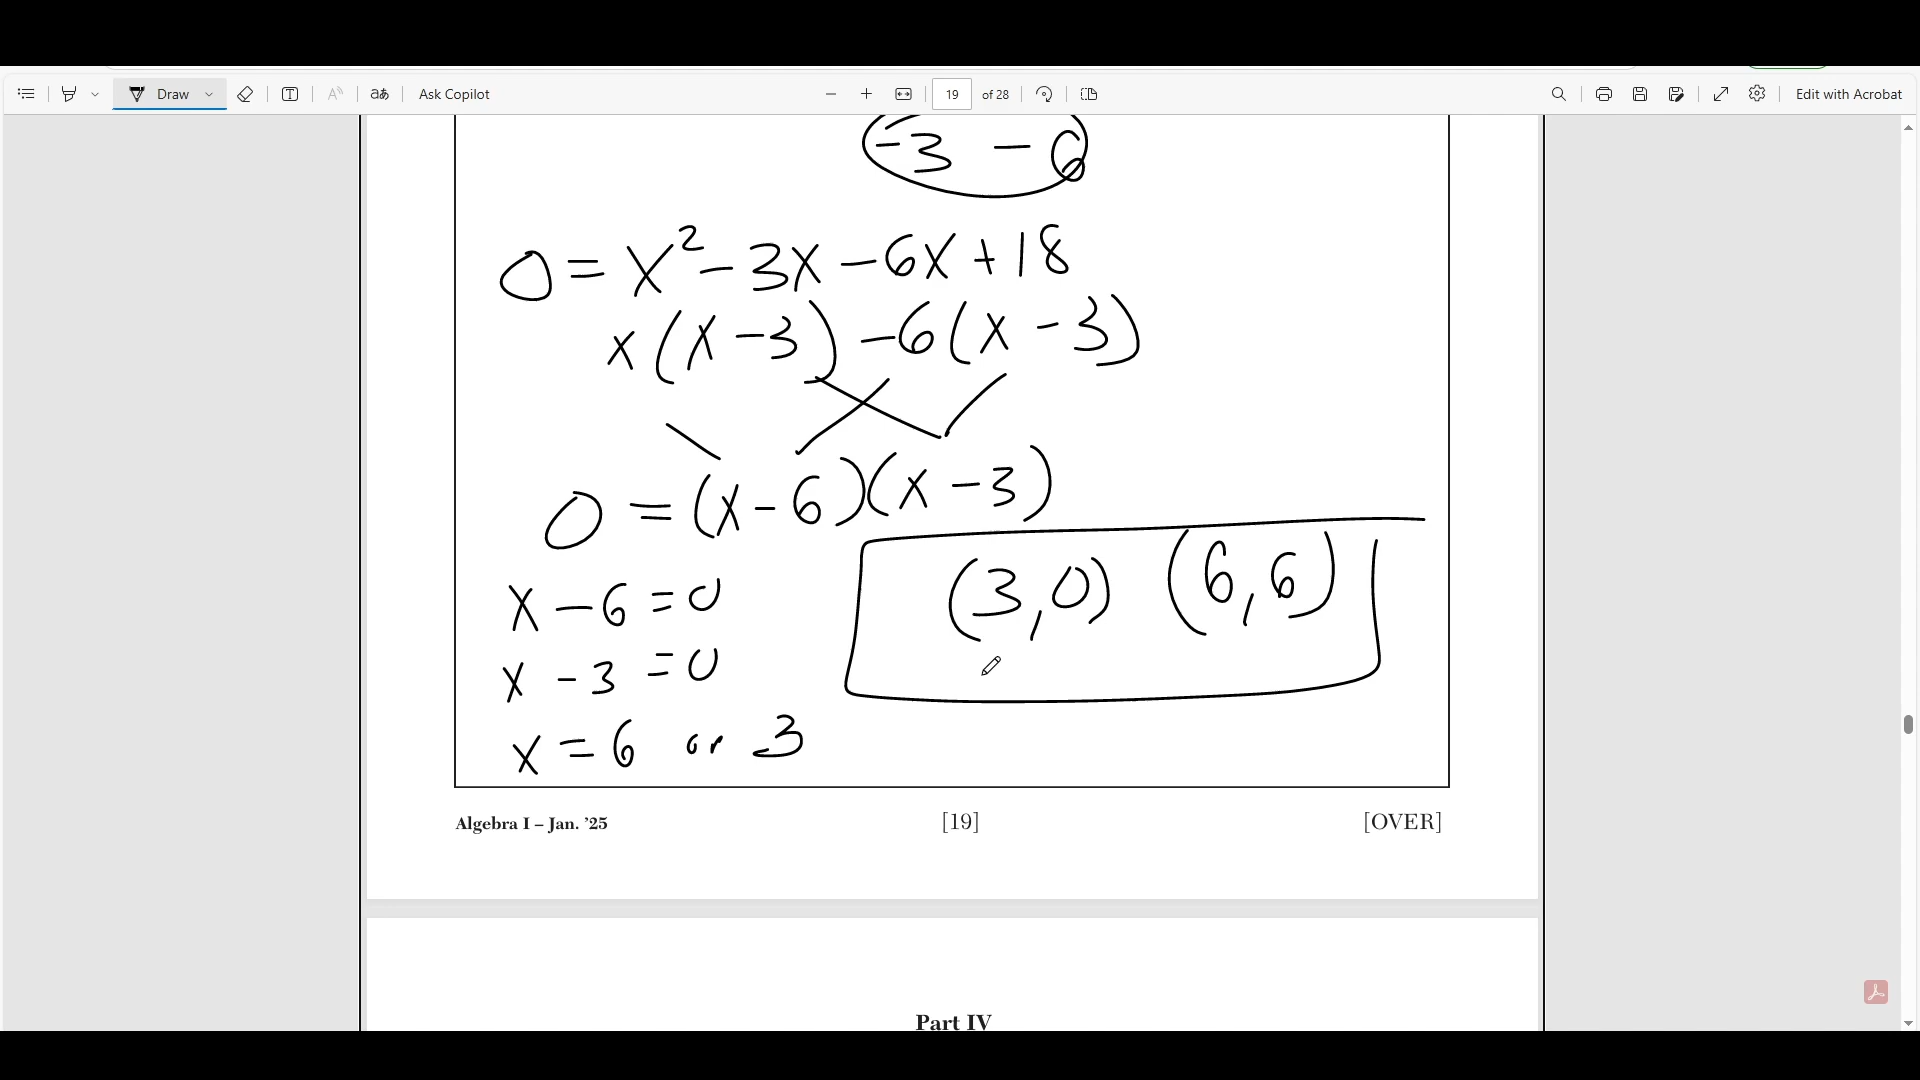 Draw
aあ
Ask Copilot
19 of 28
Edit with Acrobat
-3 -6
0 = x² - 3x - 6x + 18
x(x - 3) - 6(x - 3)
0 = (x - 6)(x - 3)
(3,0) (6,6)
x - 6 = 0
x - 3 = 0
x = 6 or 3
Algebra I – Jan. ’25 [19] [OVER]
Part IV